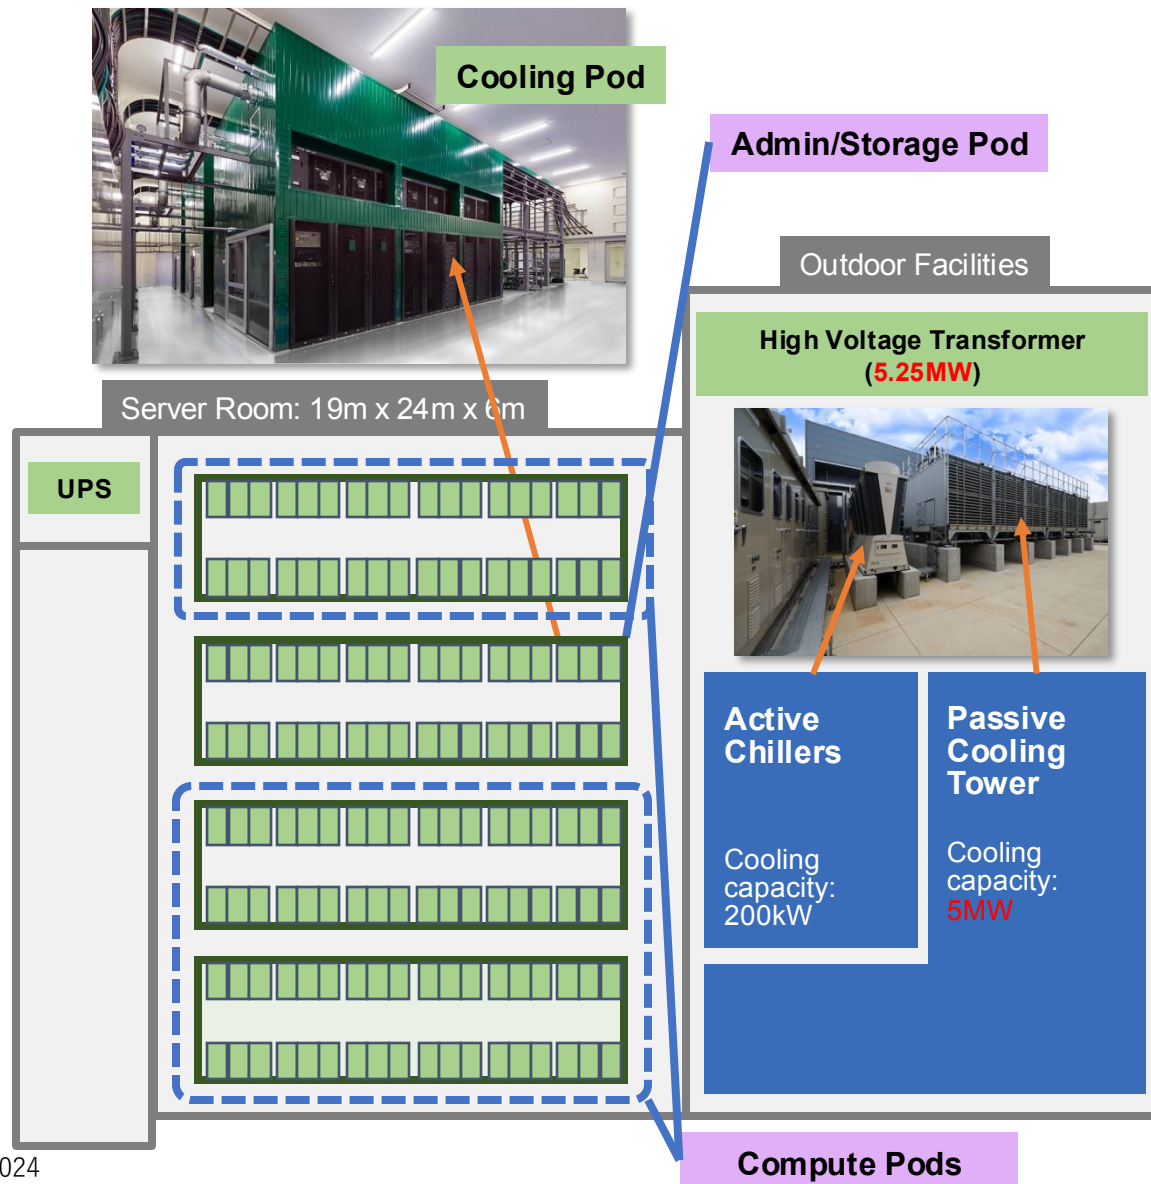 Cooling Pod
Admin/Storage Pod
Outdoor Facilities
High Voltage Transformer
(5.25MW)
Server Room: 19m x 24m x 6m
UPS
Active
Chillers
Cooling
capacity:
200kW
Passive
Cooling
Tower
Cooling
capacity:
5MW
Compute Pods
024